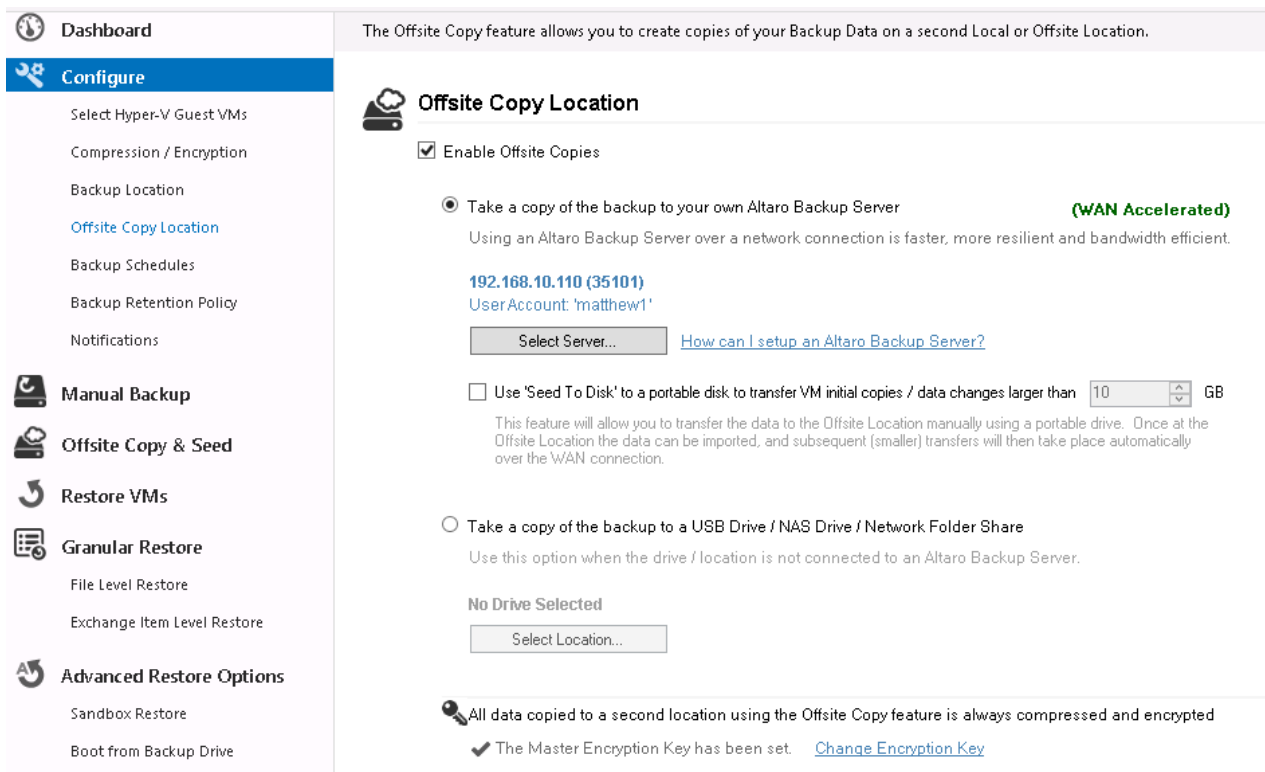 Dashboard
Configure
Select Hyper-V Guest VMs
Compression / Encryption
Backup Location
Offsite Copy Location
Backup Schedules
Backup Retention Policy
Notifications
Manual Backup
Offsite Copy & Seed
Restore VMs
Granular Restore
File Level Restore
Exchange Item Level Restore
Advanced Restore Options
Sandbox Restore
Boot from Backup Drive
The Offsite Copy feature allows you to create copies of your Backup Data on a second Local or Offsite Location.
Offsite Copy Location
Enable Offsite Copies
Take a copy of the backup to your own Altaro Backup Server (WAN Accelerated)
Using an Altaro Backup Server over a network connection is faster, more resilient and bandwidth efficient.
192.168.10.110 (35101)
User Account: 'matthew1'
Select Server... How can I setup an Altaro Backup Server?
Use 'Seed To Disk' to a portable disk to transfer VM initial copies / data changes larger than 10 GB
This feature will allow you to transfer the data to the Offsite Location manually using a portable drive. Once at the
Offsite Location the data can be imported, and subsequent (smaller) transfers will then take place automatically
over the WAN connection.
Take a copy of the backup to a USB Drive / NAS Drive / Network Folder Share
Use this option when the drive / location is not connected to an Altaro Backup Server.
No Drive Selected
Select Location...
All data copied to a second location using the Offsite Copy feature is always compressed and encrypted
The Master Encryption Key has been set. Change Encryption Key